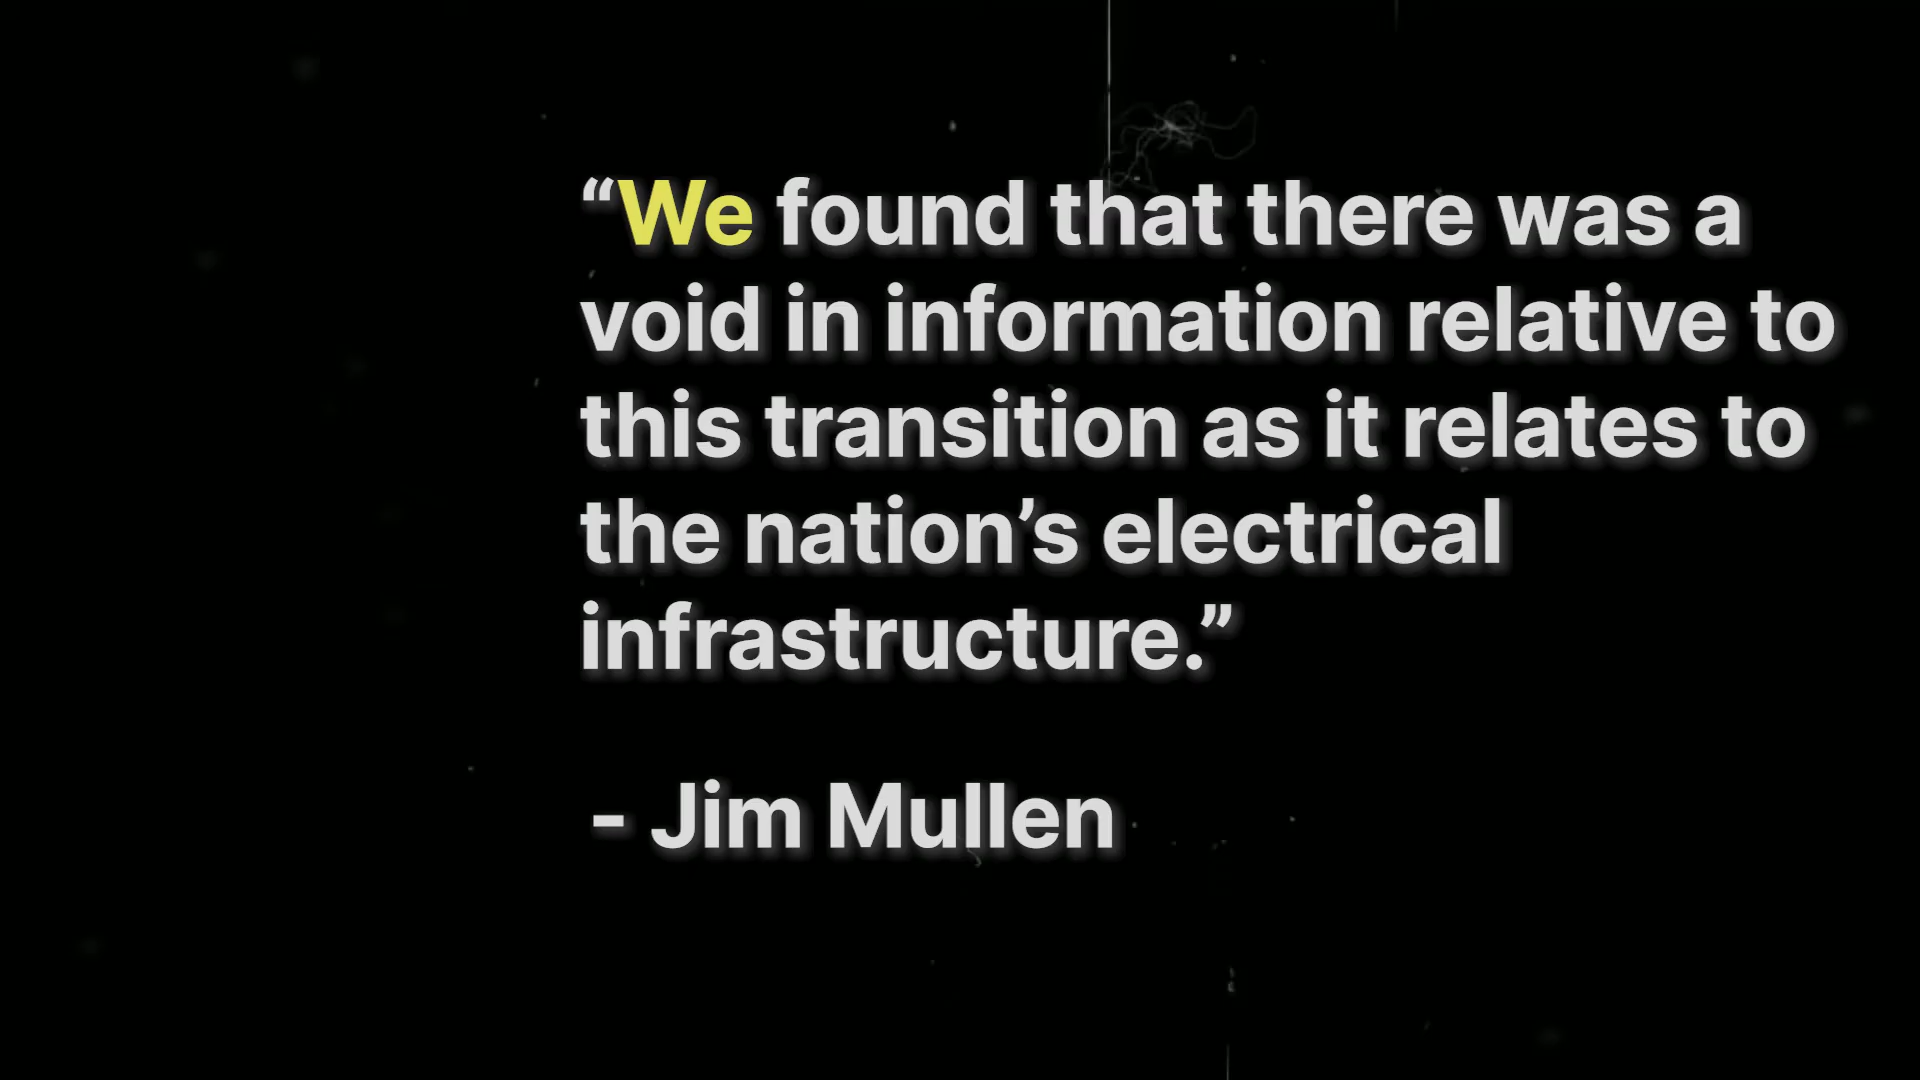 “We found that there was a
void in information relative to
this transition as it relates to
the nation’s electrical
infrastructure.”
- Jim Mullen